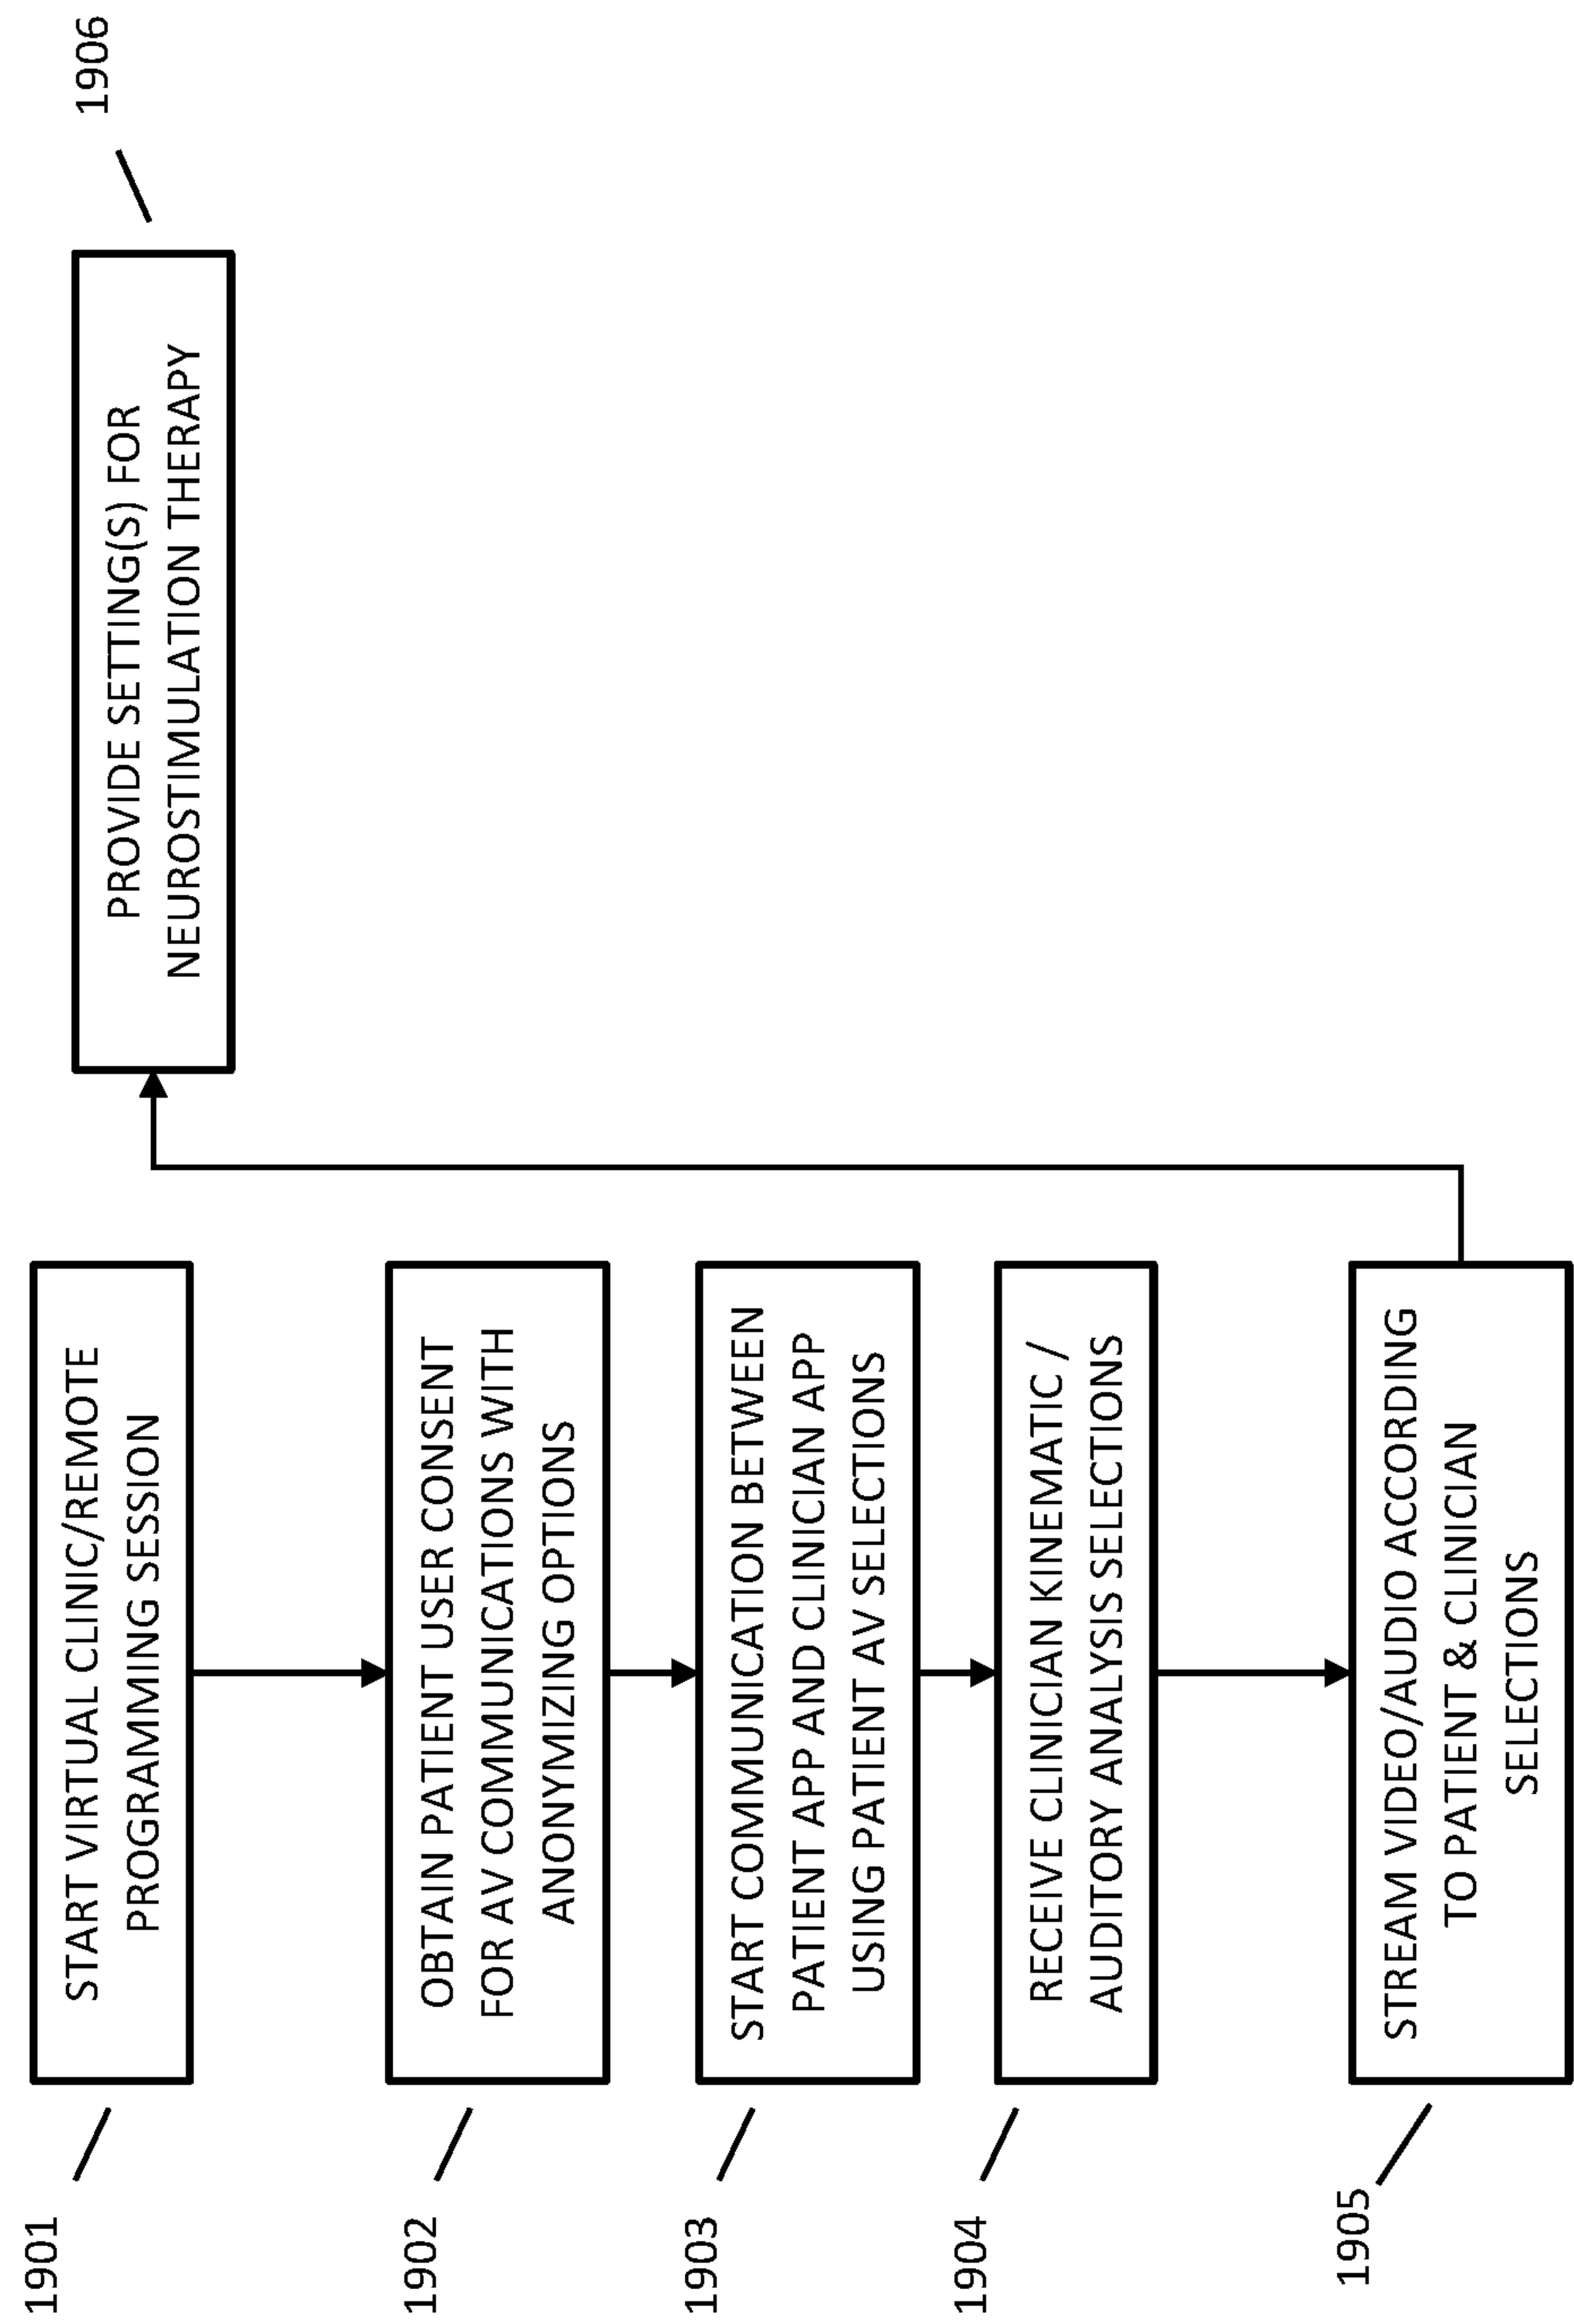 1901
START VIRTUAL CLINIC/REMOTE
PROGRAMMING SESSION
1902
OBTAIN PATIENT USER CONSENT
FOR AV COMMUNICATIONS WITH
ANONYMIZING OPTIONS
1903
START COMMUNICATION BETWEEN
PATIENT APP AND CLINICIAN APP
USING PATIENT AV SELECTIONS
1904
RECEIVE CLINICIAN KINEMATIC /
AUDITORY ANALYSIS SELECTIONS
1905
STREAM VIDEO/AUDIO ACCORDING
TO PATIENT & CLINICIAN
SELECTIONS
PROVIDE SETTING(S) FOR
NEUROSTIMULATION THERAPY
1906